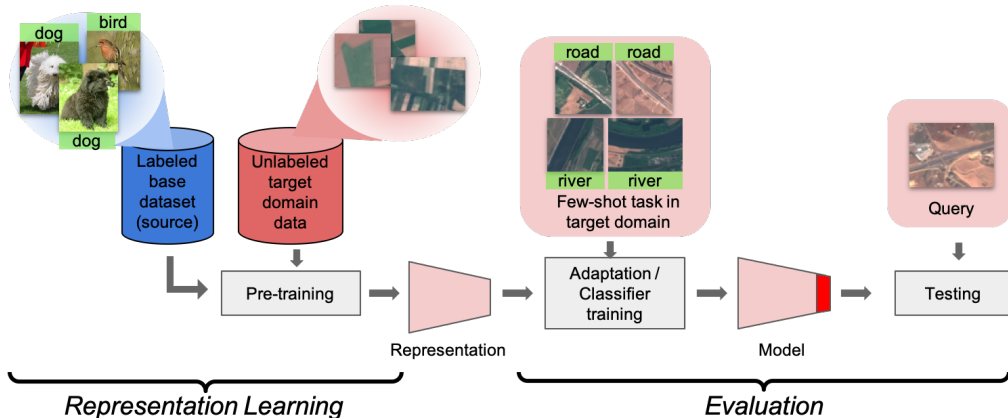 dog
bird
dog
Labeled
base
dataset
(source)
Unlabeled
target
domain
data
road
road
river
river
Few-shot task in
target domain
Query
Pre-training
Representation
Adaptation /
Classifier
training
Model
Testing
Representation Learning
Evaluation